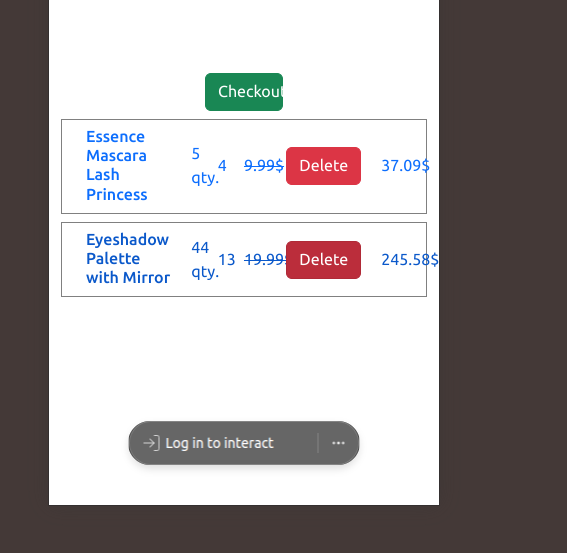 Checkout
Essence
Mascara
Lash
Princess
5
qty.
4
9.99$
Delete
37.09$
Eyeshadow
Palette
with Mirror
44
qty.
13
19.99$
Delete
245.58$
Log in to interact